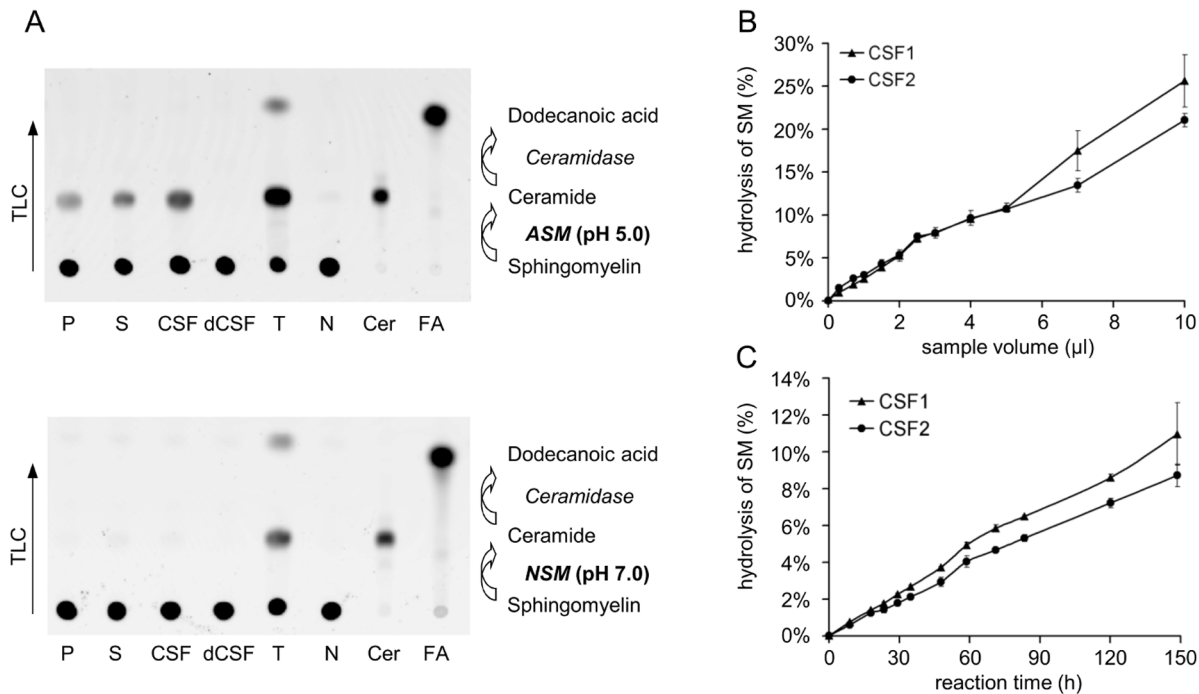 A
TLC
Dodecanoic acid
Ceramidase
Ceramide
ASM (pH 5.0)
Sphingomyelin
P S CSF dCSF T N Cer FA
TLC
Dodecanoic acid
Ceramidase
Ceramide
NSM (pH 7.0)
Sphingomyelin
P S CSF dCSF T N Cer FA
B
hydrolysis of SM (%)
30%
25%
20%
15%
10%
5%
0%
CSF1
CSF2
0 2 4 6 8 10
sample volume (µl)
C
hydrolysis of SM (%)
14%
12%
10%
8%
6%
4%
2%
0%
CSF1
CSF2
0 30 60 90 120 150
reaction time (h)